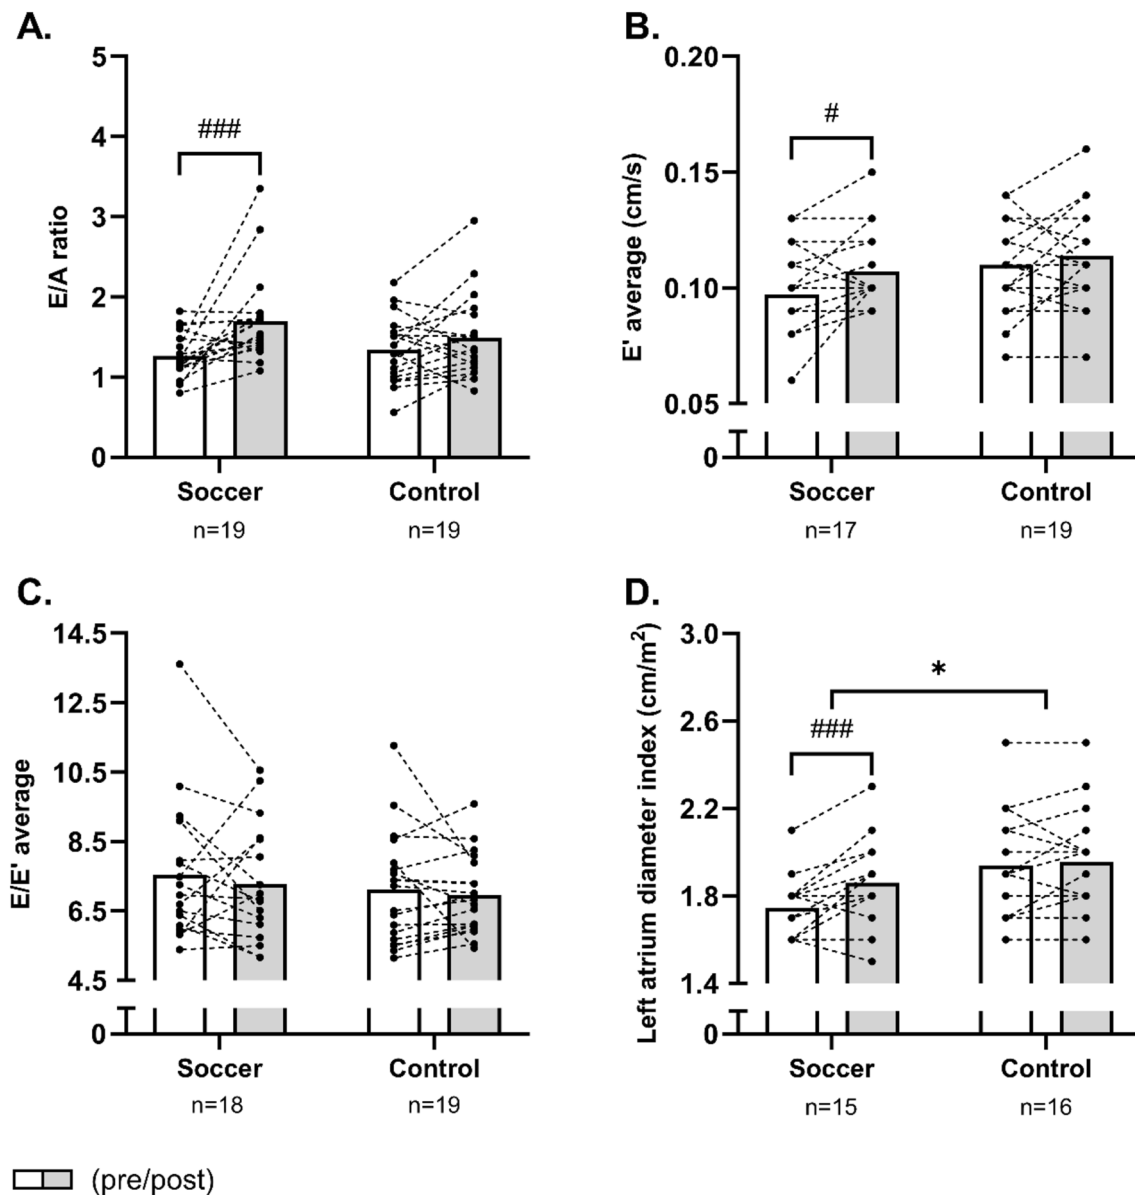 A.
E/A ratio
5
4
3
2
1
0
###
Soccer
Control
n=19
n=19
B.
E' average (cm/s)
0.20
0.15
0.10
0.05
0
#
Soccer
Control
n=17
n=19
C.
E/E' average
14.5
12.5
10.5
8.5
6.5
4.5
0
Soccer
Control
n=18
n=19
D.
Left atrium diameter index (cm/m²)
3.0
2.6
2.2
1.8
1.4
0
*
###
Soccer
Control
n=15
n=16
(pre/post)